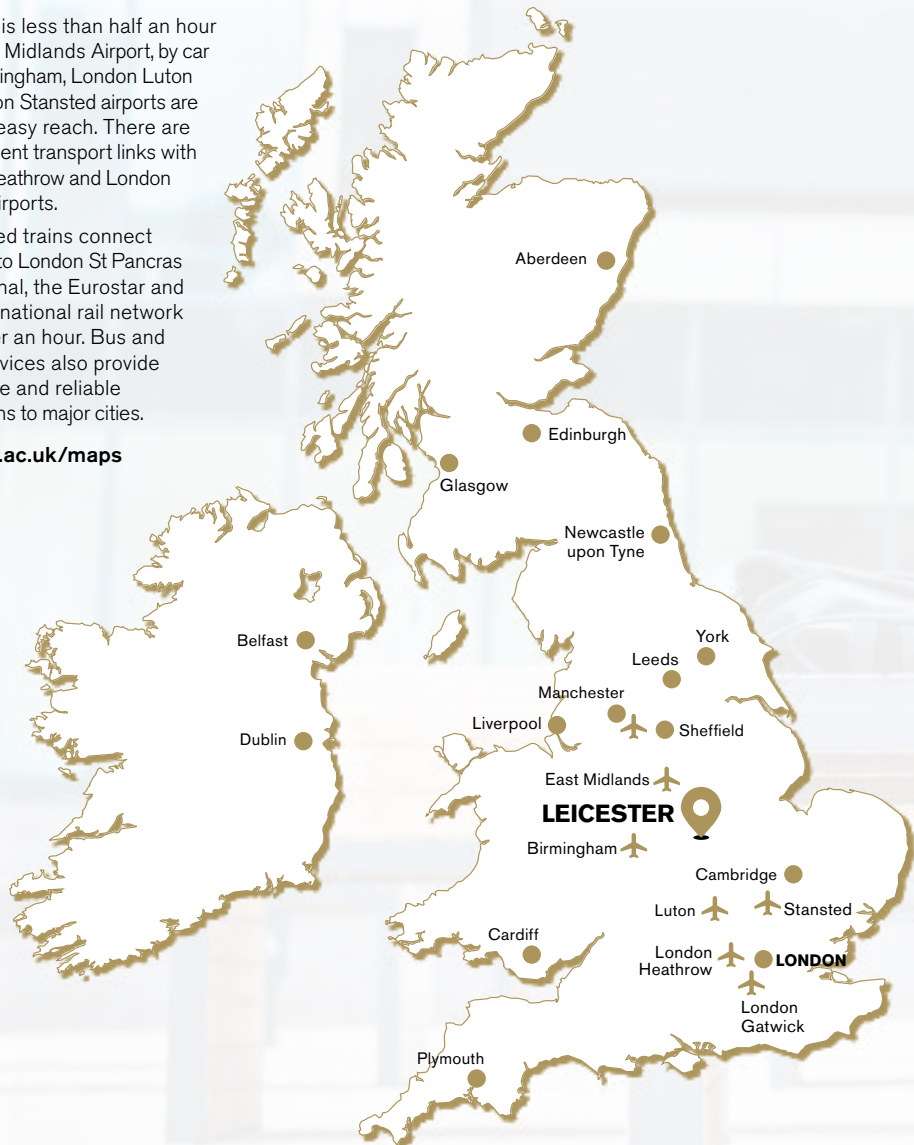 is less than half an hour
Midlands Airport, by car
ingham, London Luton
on Stansted airports are
easy reach. There are
ent transport links with
eathrow and London
irports.
ed trains connect
to London St Pancras
nal, the Eurostar and
national rail network
er an hour. Bus and
vices also provide
e and reliable
ns to major cities.
.ac.uk/maps
Aberdeen
Edinburgh
Glasgow
Newcastle
upon Tyne
Belfast
York
Leeds
Manchester
Liverpool
Sheffield
Dublin
East Midlands
LEICESTER
Birmingham
Cambridge
Luton
Stansted
Cardiff
London
Heathrow
LONDON
London
Gatwick
Plymouth